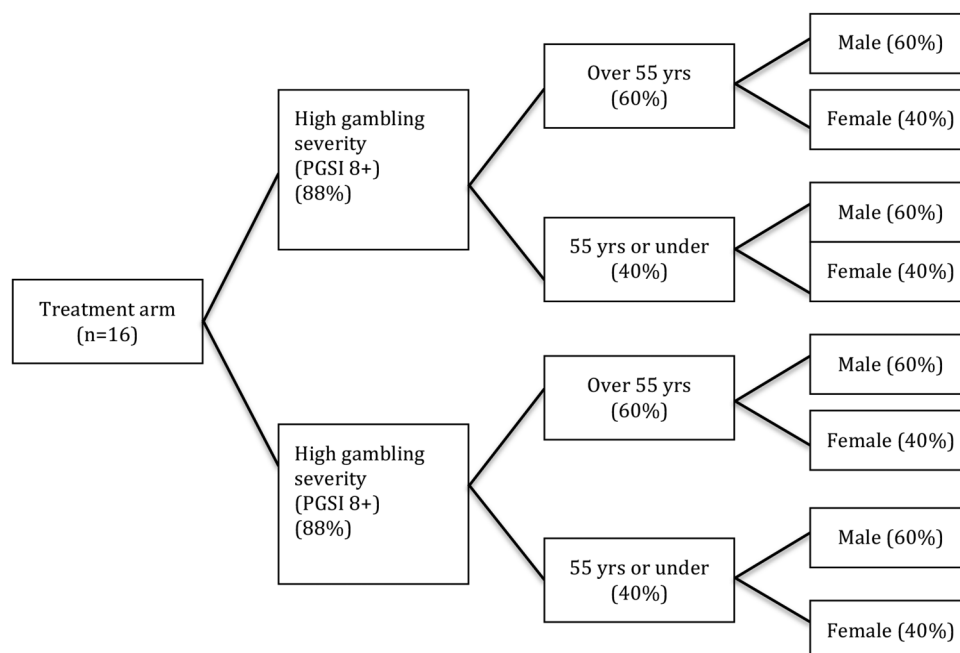 Treatment arm
(n=16)
High gambling
severity
(PGSI 8+)
(88%)
Over 55 yrs
(60%)
Male (60%)
Female (40%)
55 yrs or under
(40%)
Male (60%)
Female (40%)
High gambling
severity
(PGSI 8+)
(88%)
Over 55 yrs
(60%)
Male (60%)
Female (40%)
55 yrs or under
(40%)
Male (60%)
Female (40%)